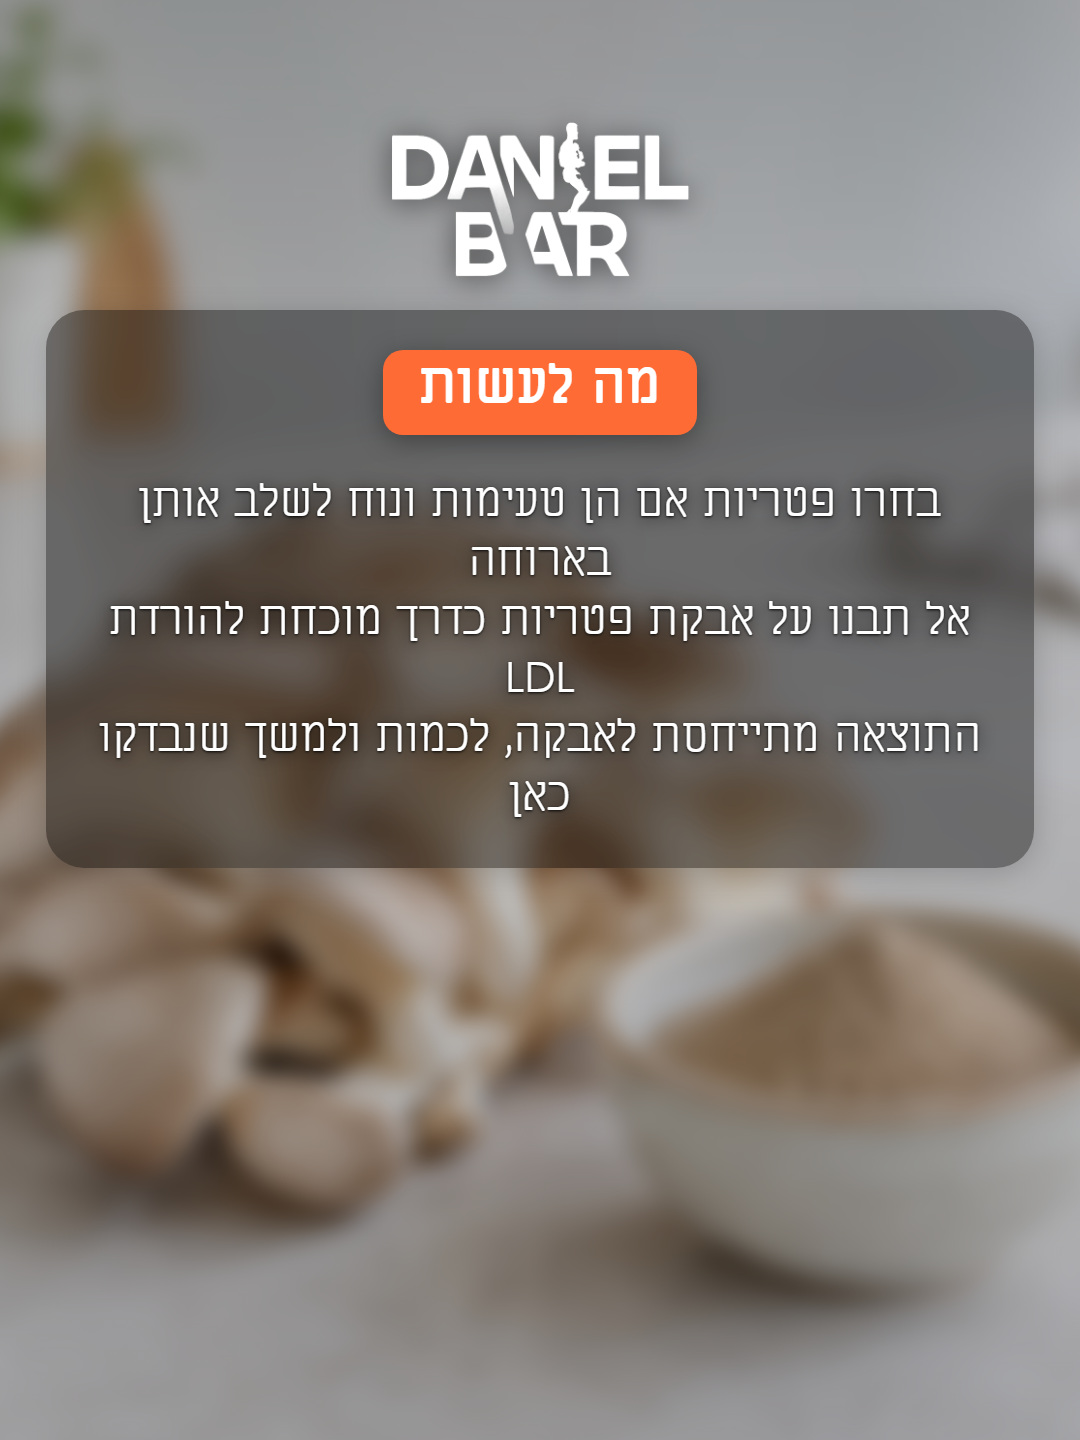 DANIEL
BAR
מה לעשות
בחרו פטריות אם הן טעימות ונוח לשלב אותן
בארוחה
אל תבנו על אבקת פטריות כדרך מוכחת להורדת
LDL
התוצאה מתייחסת לאבקה, לכמות ולמשך שנבדקו
כאן